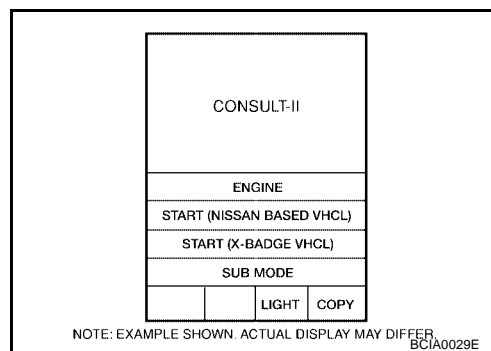 CONSULT-II
ENGINE
START (NISSAN BASED VHCL)
START (X-BADGE VHCL)
SUB MODE
LIGHT COPY
NOTE: EXAMPLE SHOWN. ACTUAL DISPLAY MAY DIFFER.
BCIA0029E